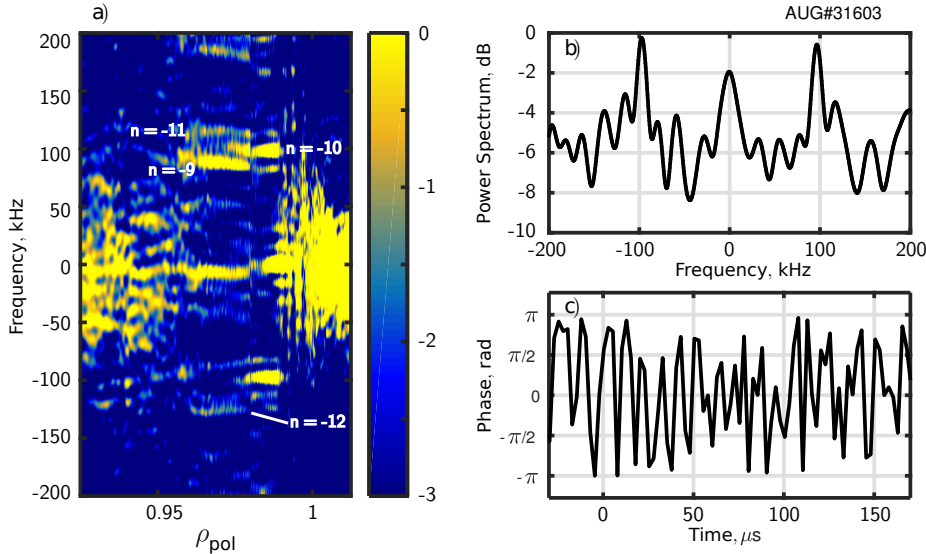 a)
200
150
100
50
0
-50
-100
-150
-200
Frequency, kHz
n = -11
n = -9
n = -10
n = -12
0.95
1
ρpol
0
-1
-2
-3
AUG#31603
b)
0
-2
-4
-6
-8
-10
Power Spectrum, dB
-200
-100
0
100
200
Frequency, kHz
c)
π
π/2
0
-π/2
-π
Phase, rad
0
50
100
150
Time, μs